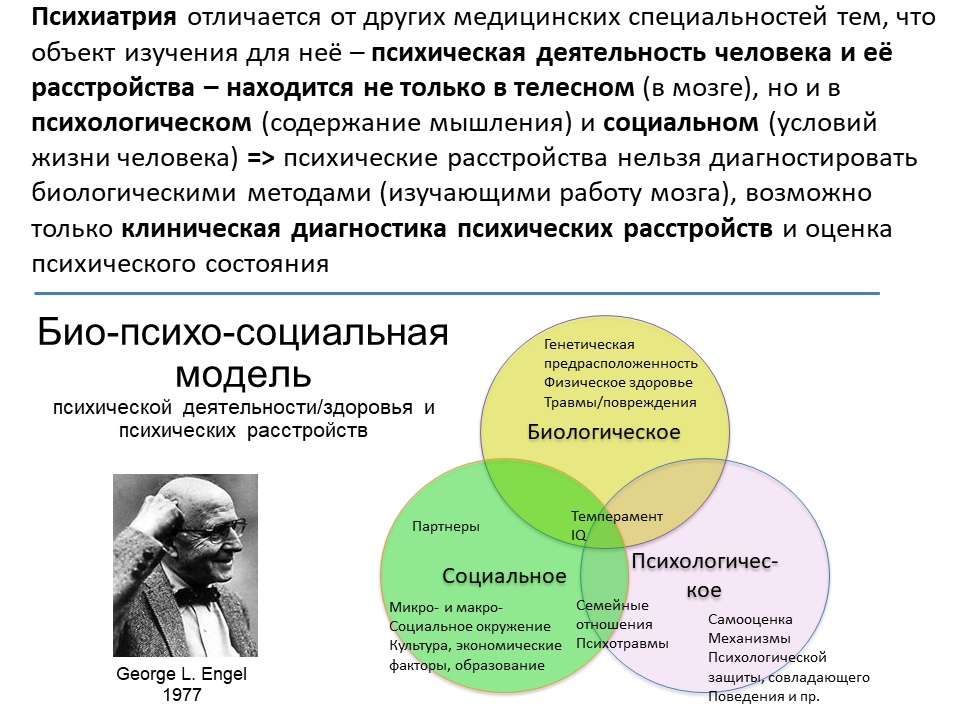 Психиатрия отличается от других медицинских специальностей тем, что
объект изучения для неё – психическая деятельность человека и её
расстройства – находится не только в телесном (в мозге), но и в
психологическом (содержание мышления) и социальном (условий
жизни человека) => психические расстройства нельзя диагностировать
биологическими методами (изучающими работу мозга), возможно
только клиническая диагностика психических расстройств и оценка
психического состояния
Био-психо-социальная
модель
психической деятельности/здоровья и
психических расстройств
George L. Engel
1977
Генетическая
предрасположенность
Физическое здоровье
Травмы/повреждения
Биологическое
Темперамент
IQ
Партнеры
Социальное
Микро- и макро-
Социальное окружение
Культура, экономические
факторы, образование
Семейные
отношения
Психотравмы
Психологичес-
кое
Самооценка
Механизмы
Психологической
защиты, совладающего
Поведения и пр.